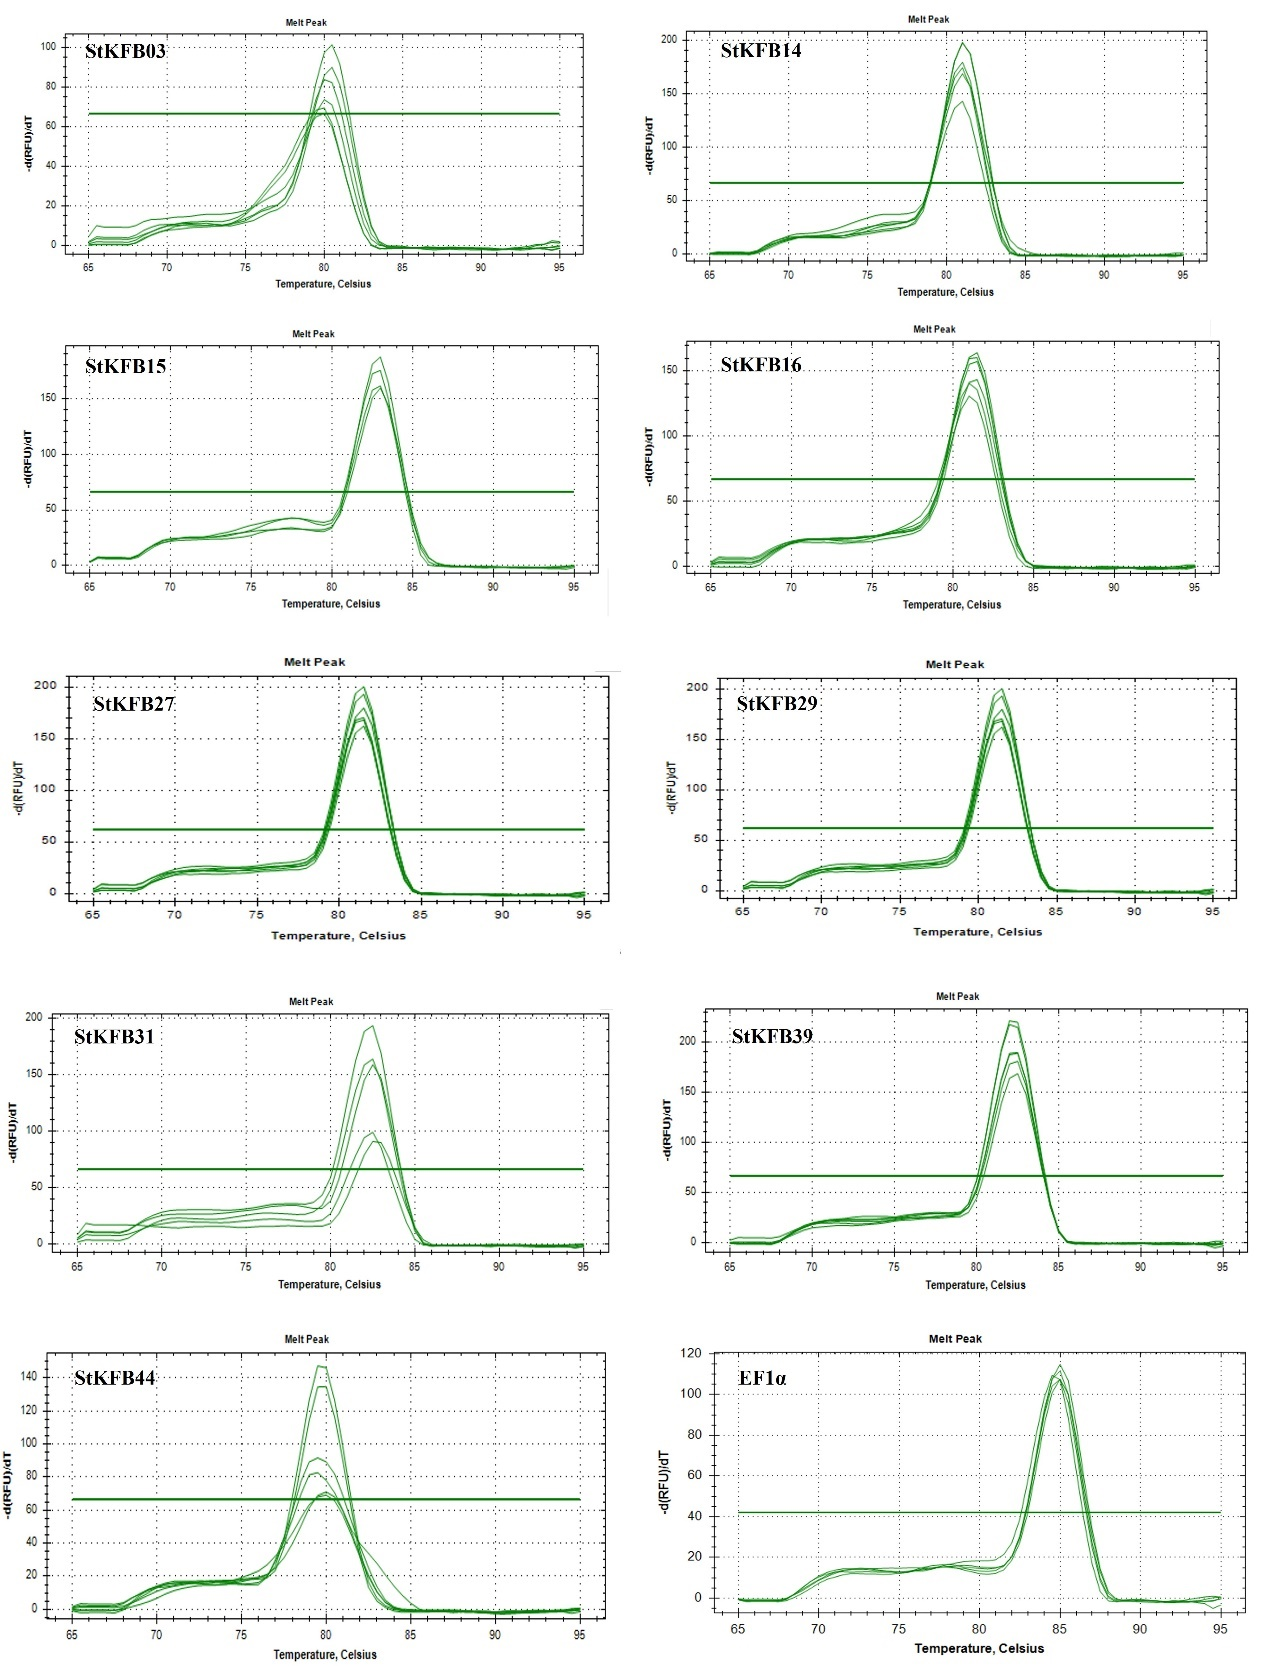 Melt Peak
StKFB03
100
80
60
40
20
0
-d(RFU)/dT
65 70 75 80 85 90 95
Temperature, Celsius
Melt Peak
StKFB14
200
150
100
50
0
-d(RFU)/dT
65 70 75 80 85 90 95
Temperature, Celsius
Melt Peak
StKFB15
150
100
50
0
-d(RFU)/dT
65 70 75 80 85 90 95
Temperature, Celsius
Melt Peak
StKFB16
150
100
50
0
-d(RFU)/dT
65 70 75 80 85 90 95
Temperature, Celsius
Melt Peak
StKFB27
200
150
100
50
0
-d(RFU)/dT
65 70 75 80 85 90 95
Temperature, Celsius
Melt Peak
StKFB29
200
150
100
50
0
-d(RFU)/dT
65 70 75 80 85 90 95
Temperature, Celsius
Melt Peak
StKFB31
200
150
100
50
0
-d(RFU)/dT
65 70 75 80 85 90 95
Temperature, Celsius
Melt Peak
StKFB39
200
150
100
50
0
-d(RFU)/dT
65 70 75 80 85 90 95
Temperature, Celsius
Melt Peak
StKFB44
140
120
100
80
60
40
20
0
-d(RFU)/dT
65 70 75 80 85 90 95
Temperature, Celsius
Melt Peak
EF1α
120
100
80
60
40
20
0
-d(RFU)/dT
65 70 75 80 85 90 95
Temperature, Celsius